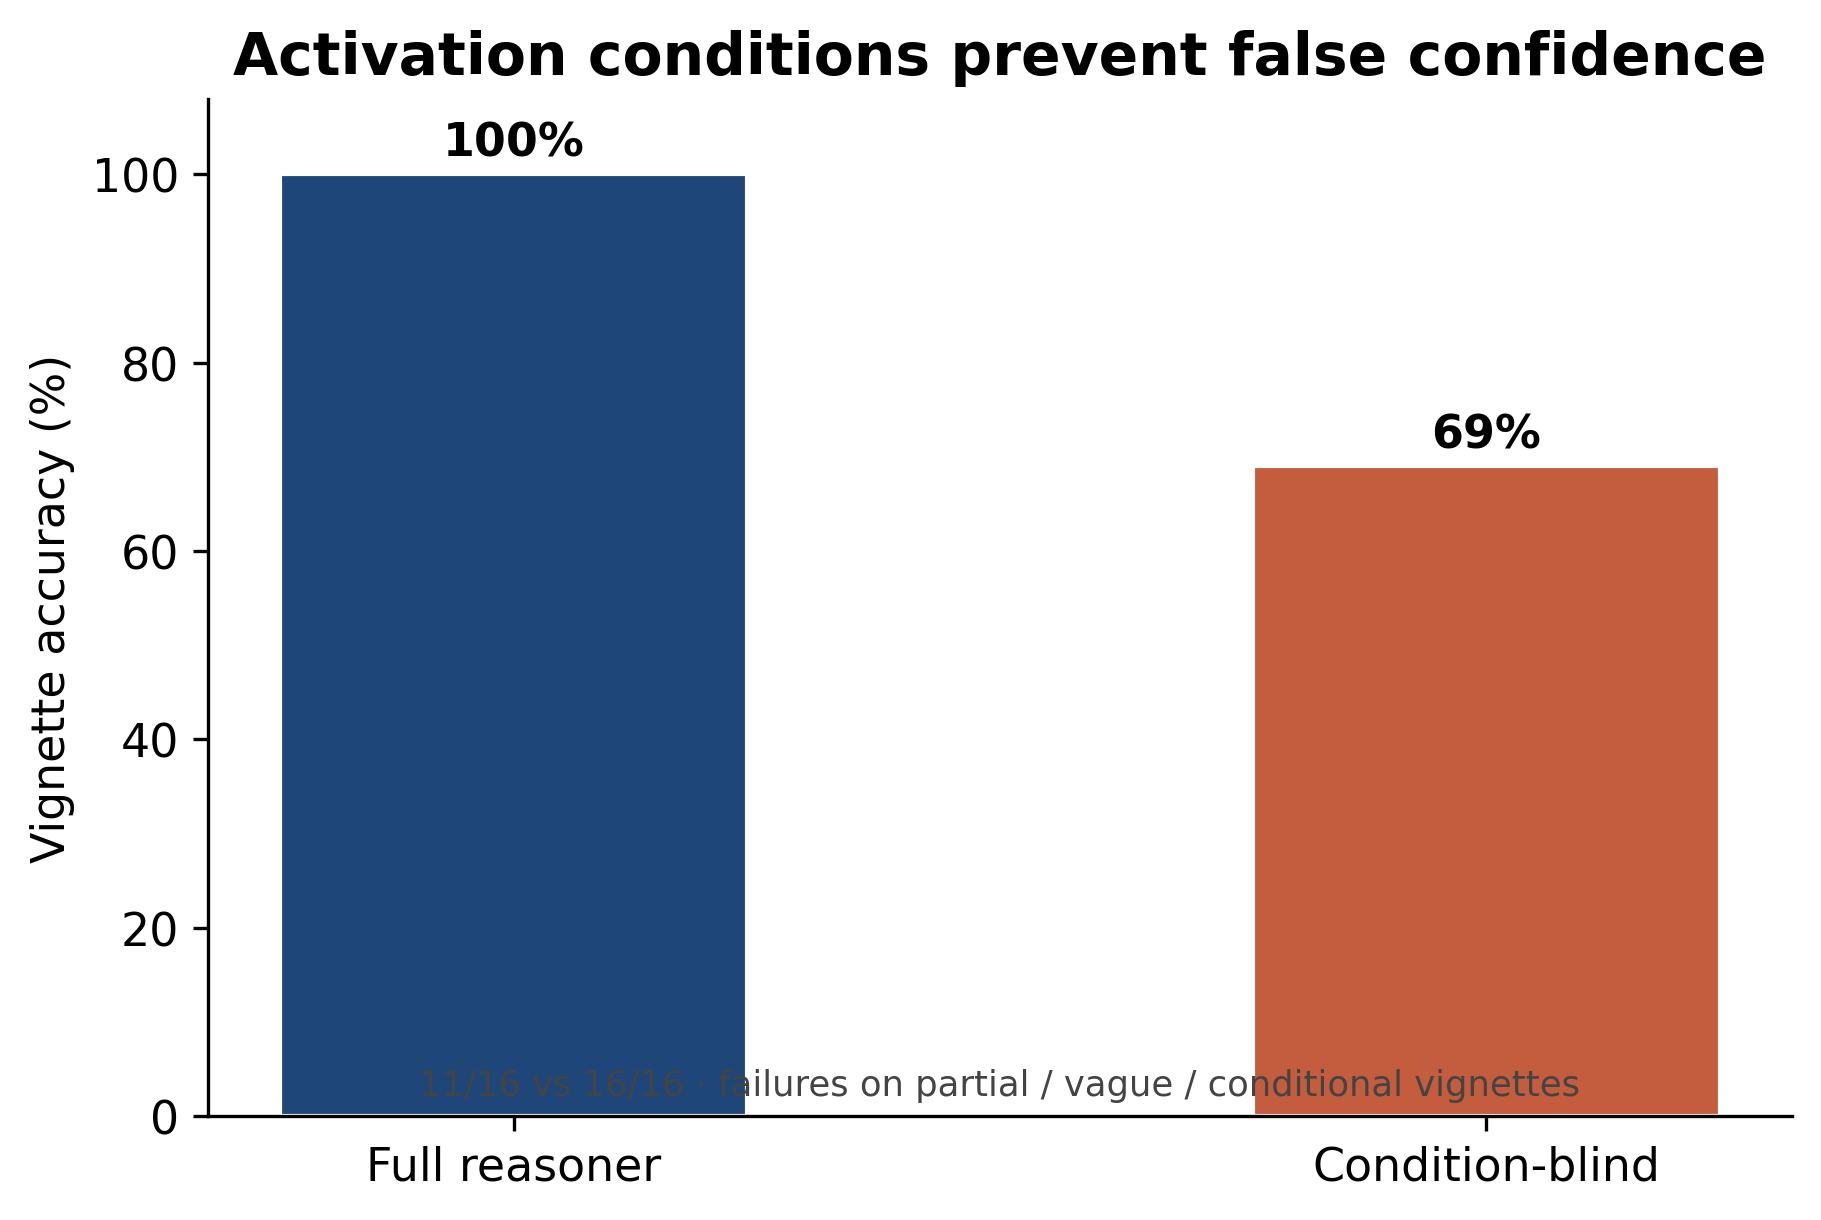 Activation conditions prevent false confidence
100%
69%
Vignette accuracy (%)
100
80
60
40
20
0
11/16 vs 16/16 · failures on partial / vague / conditional vignettes
Full reasoner
Condition-blind